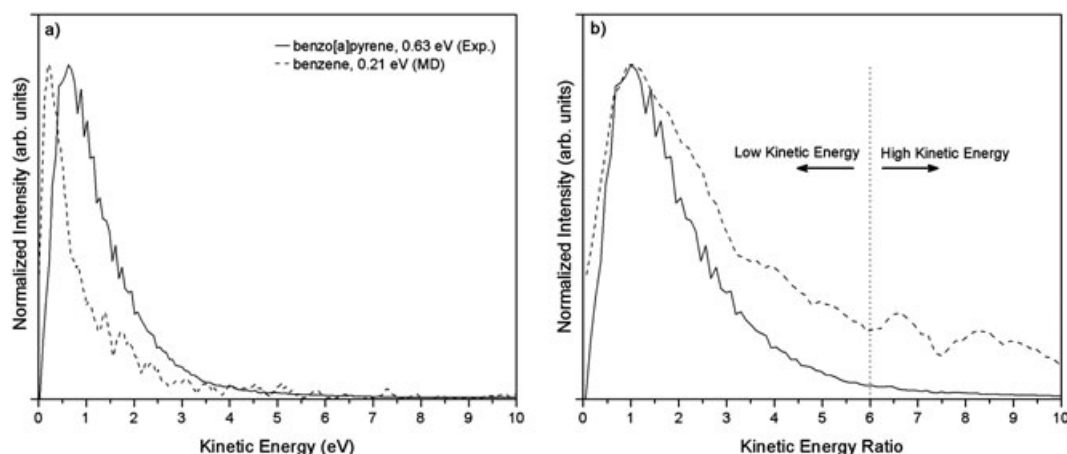 a)
benzo[a]pyrene, 0.63 eV (Exp.)
benzene, 0.21 eV (MD)
Normalized Intensity (arb. units)
0 1 2 3 4 5 6 7 8 9 10
Kinetic Energy (eV)
b)
Low Kinetic Energy
High Kinetic Energy
Normalized Intensity (arb. units)
0 1 2 3 4 5 6 7 8 9 10
Kinetic Energy Ratio